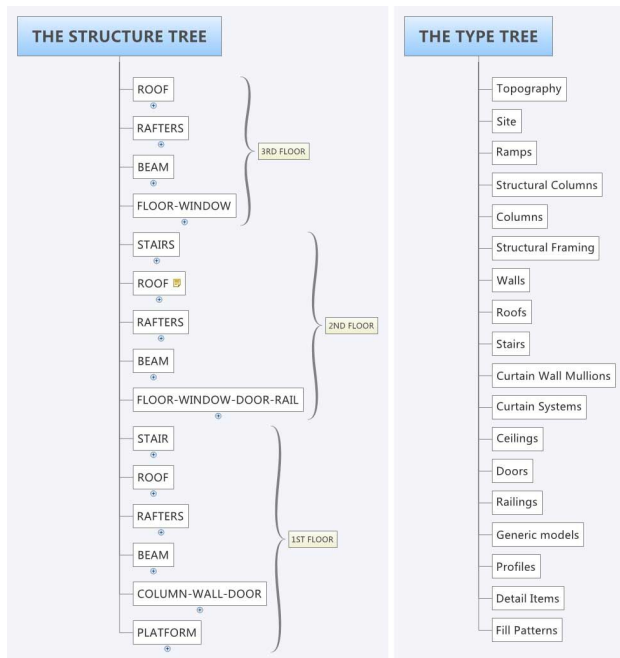 THE STRUCTURE TREE
ROOF
RAFTERS
BEAM
FLOOR-WINDOW
3RD FLOOR
STAIRS
ROOF
RAFTERS
BEAM
FLOOR-WINDOW-DOOR-RAIL
2ND FLOOR
STAIR
ROOF
RAFTERS
BEAM
COLUMN-WALL-DOOR
PLATFORM
1ST FLOOR
THE TYPE TREE
Topography
Site
Ramps
Structural Columns
Columns
Structural Framing
Walls
Roofs
Stairs
Curtain Wall Mullions
Curtain Systems
Ceilings
Doors
Railings
Generic models
Profiles
Detail Items
Fill Patterns